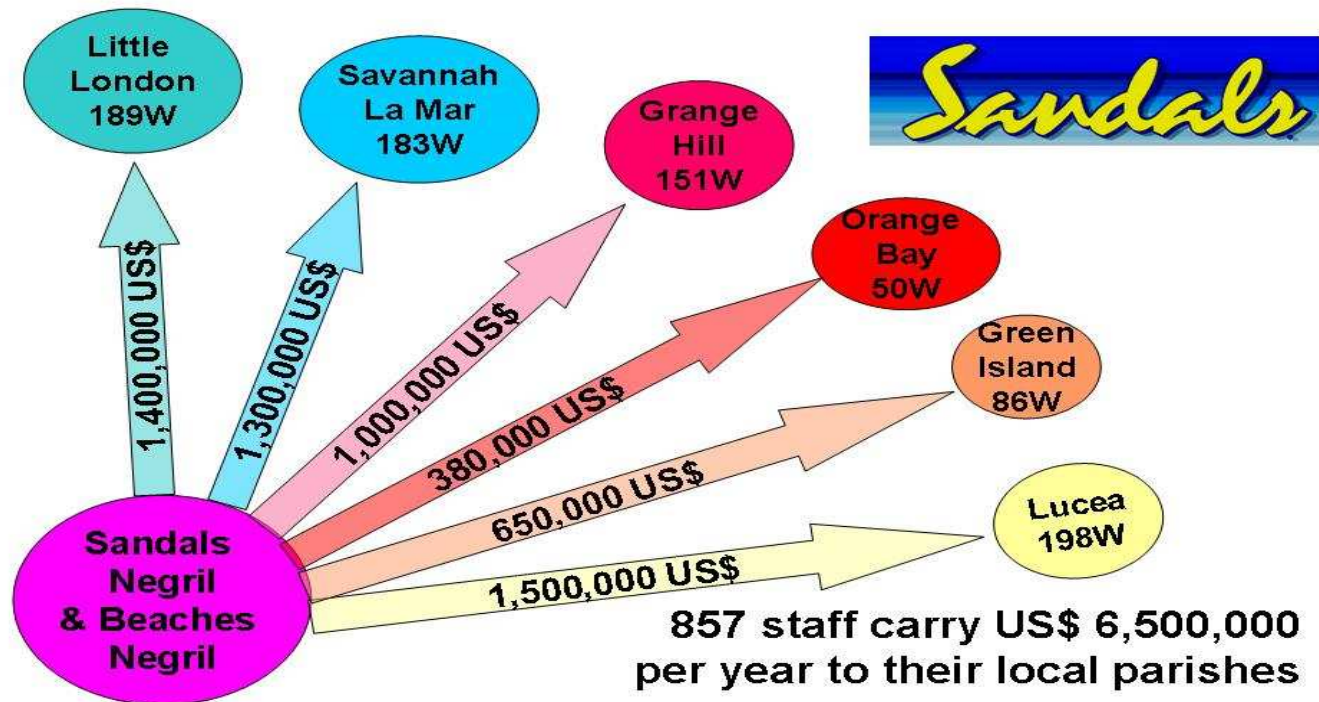 Little
London
189W
Savannah
La Mar
183W
Grange
Hill
151W
Sandals
Orange
Bay
50W
Green
Island
86W
Lucea
198W
1,400,000 US$
1,300,000 US$
1,000,000 US$
380,000 US$
650,000 US$
1,500,000 US$
Sandals
Negril
& Beaches
Negril
857 staff carry US$ 6,500,000
per year to their local parishes